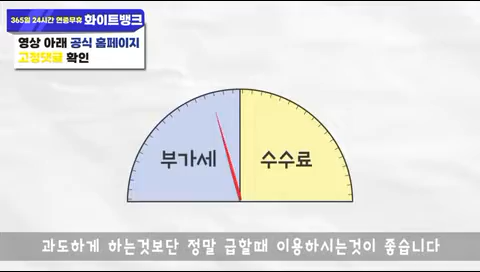 365일 24시간 연중무휴 화이트뱅크
영상 아래 공식 홈페이지
고정댓글 확인
부가세
수수료
과도하게 하는것보단 정말 급할때 이용하시는것이 좋습니다